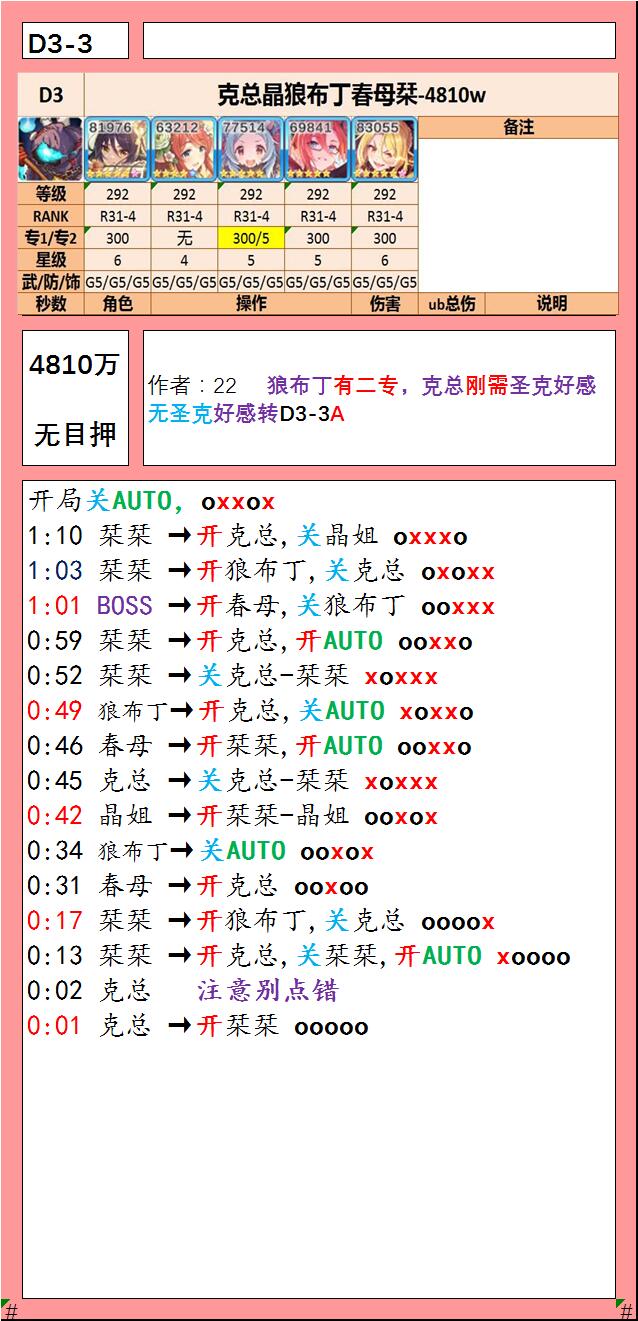 D3-3
D3 克总晶狼布丁春母栞-4810w
81976 63212 77514 69841 83055 备注
等级 292 292 292 292 292
RANK R31-4 R31-4 R31-4 R31-4 R31-4
专1/专2 300 无 300/5 300 300
星级 6 4 5 5 6
武/防/饰 G5/G5/G5 G5/G5/G5 G5/G5/G5 G5/G5/G5 G5/G5/G5
秒数 角色 操作 伤害 ub总伤 说明
4810万
无目押
作者：22 狼布丁有二专，克总刚需圣克好感
无圣克好感转D3-3A
开局关AUTO, oxxox
1:10 栞栞 →开克总,关晶姐 oxxxo
1:03 栞栞 →开狼布丁,关克总 oxoxx
1:01 BOSS →开春母,关狼布丁 ooxxx
0:59 栞栞 →开克总,开AUTO ooxxo
0:52 栞栞 →关克总-栞栞 xoxxx
0:49 狼布丁→开克总,关AUTO xoxxo
0:46 春母 →开栞栞,开AUTO ooxxo
0:45 克总 →关克总-栞栞 xoxxx
0:42 晶姐 →开栞栞-晶姐 ooxox
0:34 狼布丁→关AUTO ooxox
0:31 春母 →开克总 ooxoo
0:17 栞栞 →开狼布丁,关克总 oooox
0:13 栞栞 →开克总,关栞栞,开AUTO xoooo
0:02 克总 注意别点错
0:01 克总 →开栞栞 ooooo
# #